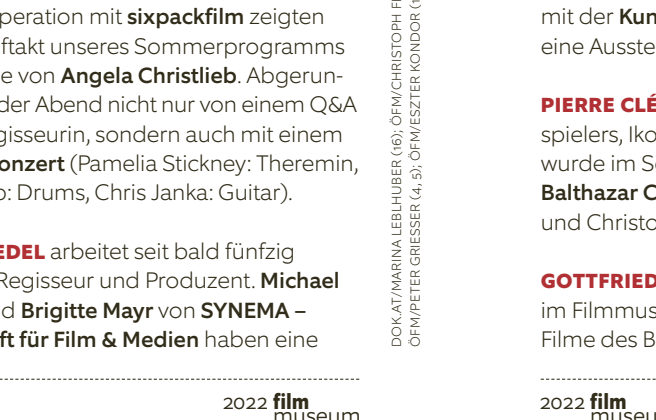 peration mit sixpackfilm zeigten
ftakt unseres Sommerprogramms
e von Angela Christlieb. Abgerun-
der Abend nicht nur von einem Q&A
gisseurin, sondern auch mit einem
onzert (Pamelia Stickney: Theremin,
o: Drums, Chris Janka: Guitar).
EDEL arbeitet seit bald fünfzig
Regisseur und Produzent. Michael
d Brigitte Mayr von SYNEMA –
ft für Film & Medien haben eine
2022 film
museum
DOK.AT/MARINA LEBLHUBER (16); ÖFM/CHRISTOPH F
ÖFM/PETER GRIESSER (4, 5); ÖFM/ESZTER KONDOR (1
mit der Kun
eine Ausste
PIERRE CLÉ
spielers, Iko
wurde im S
Balthazar C
und Christo
GOTTFRIED
im Filmmus
Filme des B
2022 film
museum